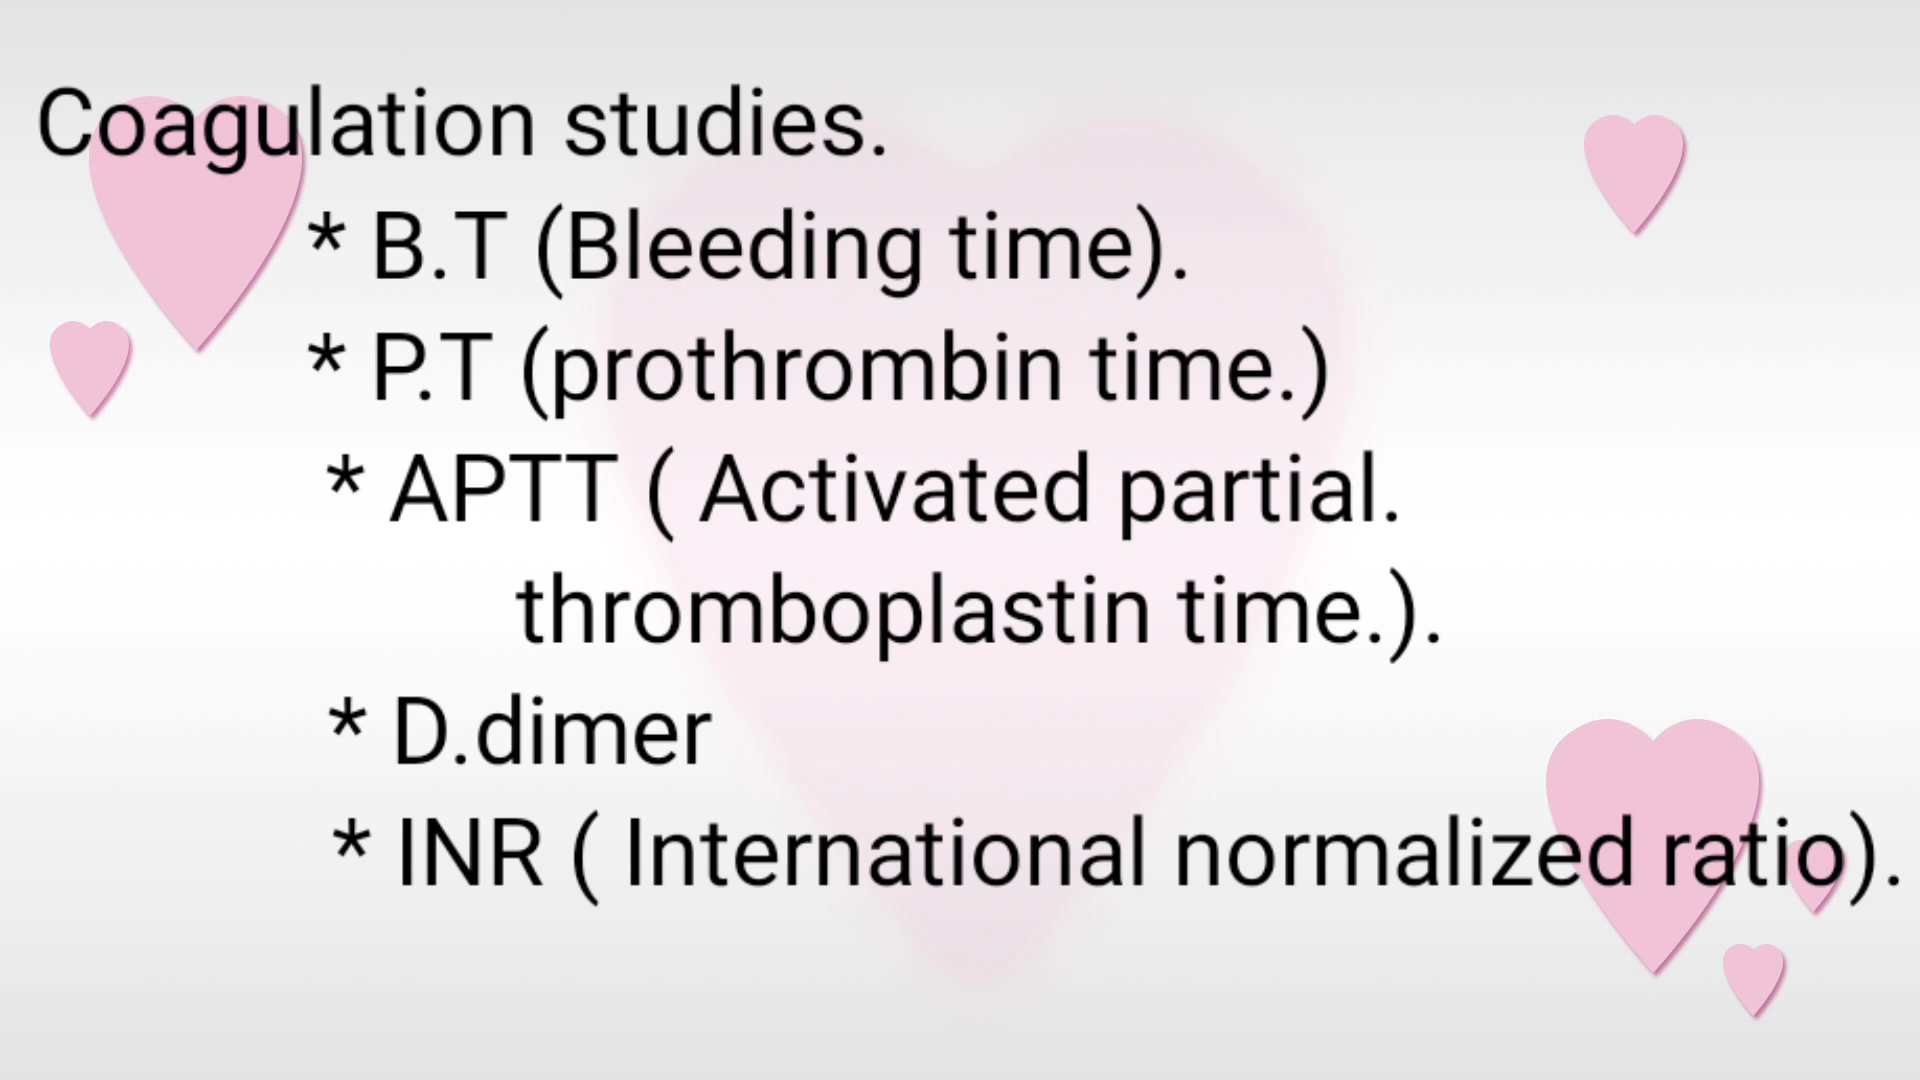 Coagulation studies.
* B.T (Bleeding time).
* P.T (prothrombin time.)
* APTT ( Activated partial.
thromboplastin time.).
* D.dimer
* INR ( International normalized ratio).